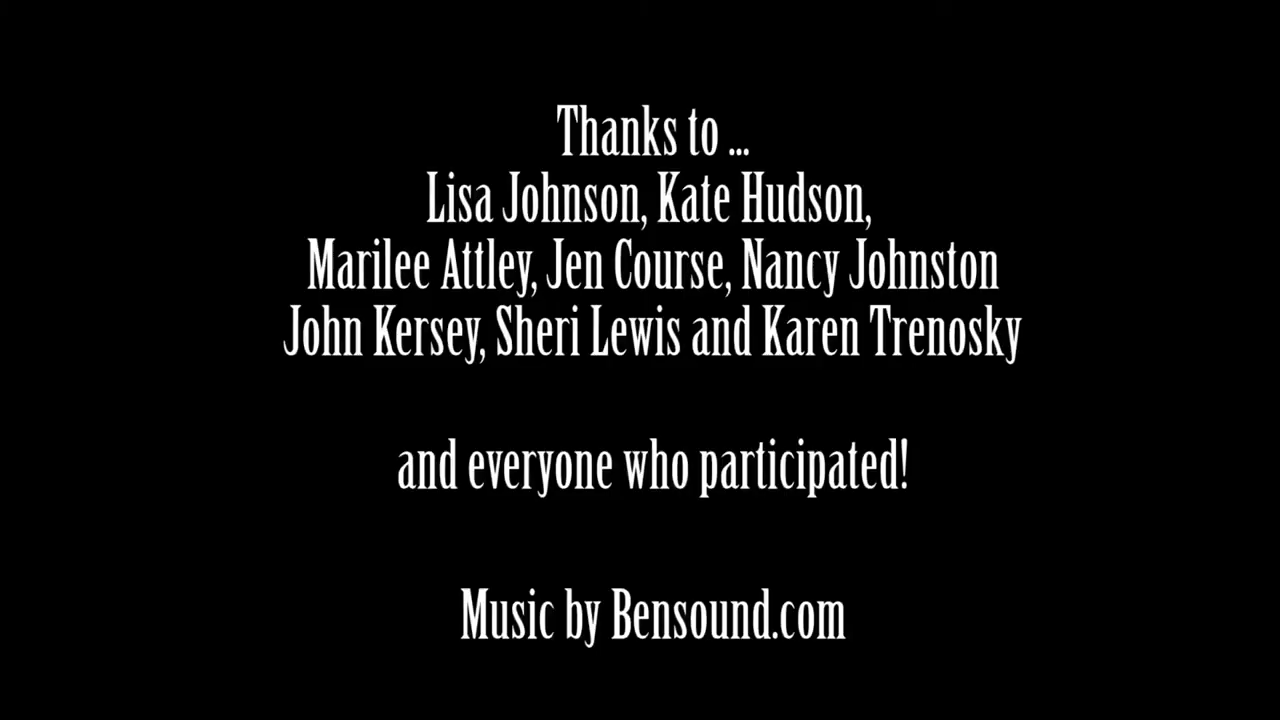 Thanks to ...
Lisa Johnson, Kate Hudson,
Marilee Attley, Jen Course, Nancy Johnston
John Kersey, Sheri Lewis and Karen Trenosky
and everyone who participated!
Music by Bensound.com